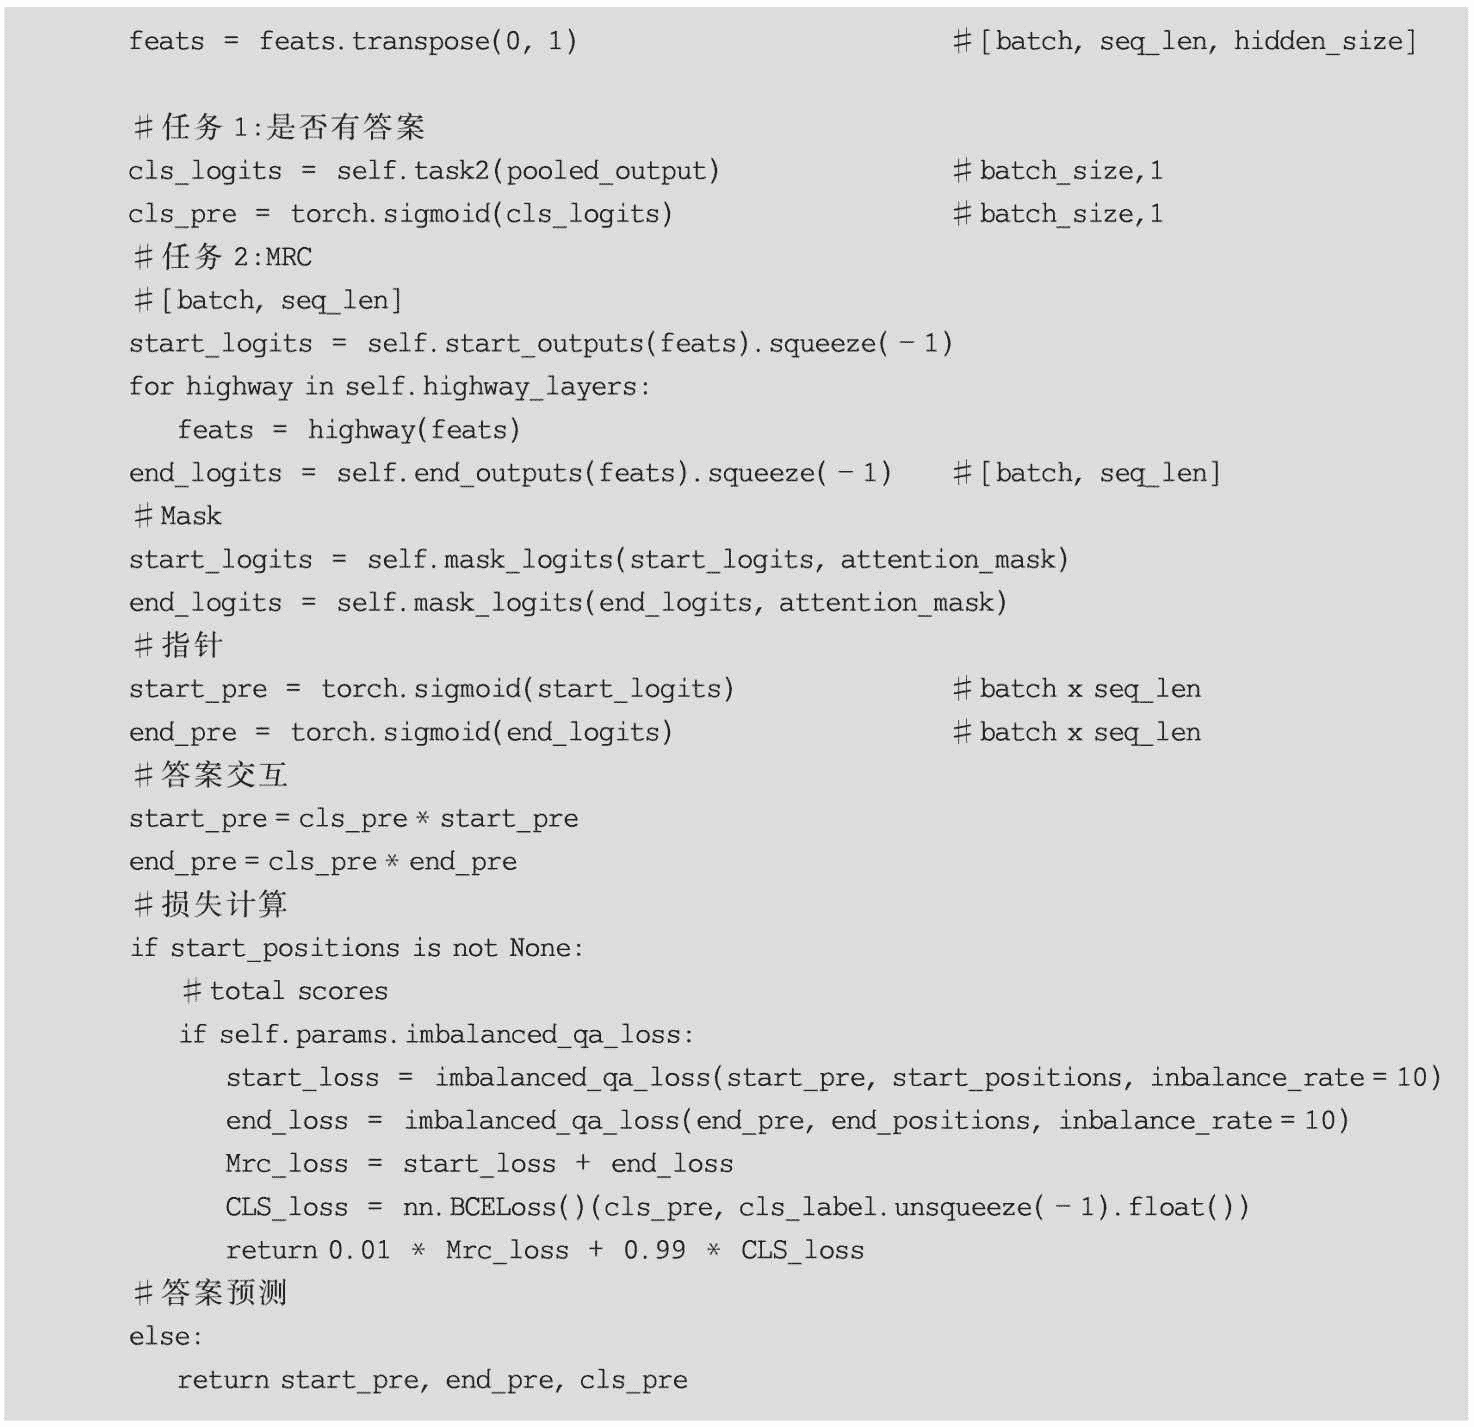 feats = feats.transpose(0, 1) #[batch, seq_len, hidden_size]
#任务 1:是否有答案
cls_logits = self.task2(pooled_output) #batch_size,1
cls_pre = torch.sigmoid(cls_logits) #batch_size,1
#任务 2:MRC
#[batch, seq_len]
start_logits = self.start_outputs(feats).squeeze(-1)
for highway in self.highway_layers:
    feats = highway(feats)
end_logits = self.end_outputs(feats).squeeze(-1) #[batch, seq_len]
#Mask
start_logits = self.mask_logits(start_logits, attention_mask)
end_logits = self.mask_logits(end_logits, attention_mask)
#指针
start_pre = torch.sigmoid(start_logits) #batch x seq_len
end_pre = torch.sigmoid(end_logits) #batch x seq_len
#答案交互
start_pre=cls_pre*start_pre
end_pre=cls_pre*end_pre
#损失计算
if start_positions is not None:
    #total scores
    if self.params.imbalanced_qa_loss:
        start_loss = imbalanced_qa_loss(start_pre, start_positions, inbalance_rate=10)
        end_loss = imbalanced_qa_loss(end_pre, end_positions, inbalance_rate=10)
        Mrc_loss = start_loss + end_loss
        CLS_loss = nn.BCELoss()(cls_pre, cls_label.unsqueeze(-1).float())
        return 0.01 * Mrc_loss + 0.99 * CLS_loss
#答案预测
else:
    return start_pre, end_pre, cls_pre